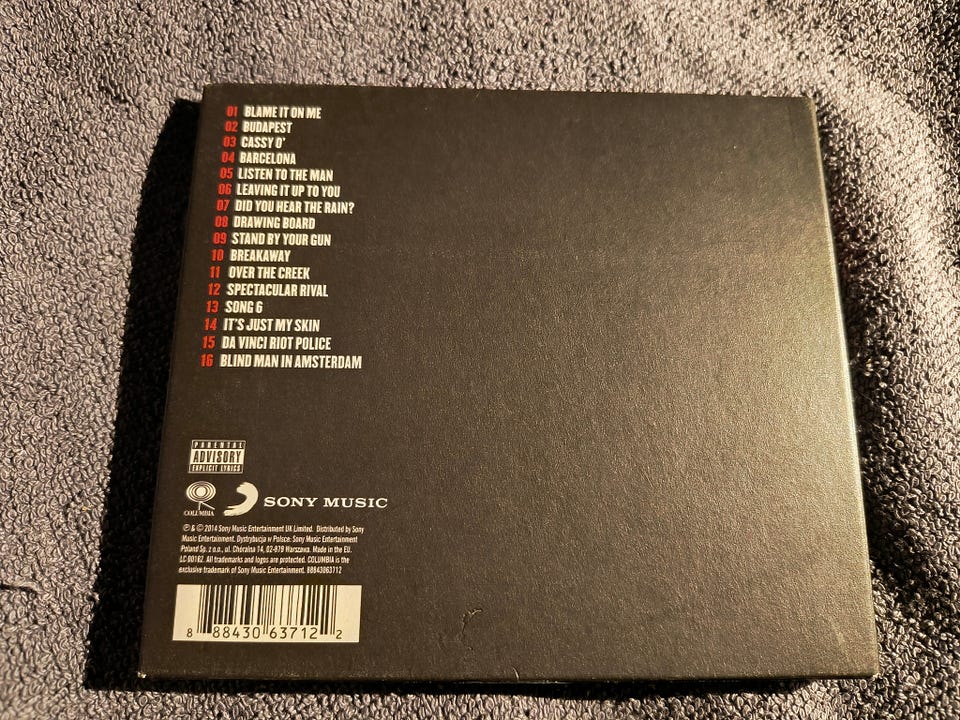 01 BLAME IT ON ME
02 BUDAPEST
03 CASSY O'
04 BARCELONA
05 LISTEN TO THE MAN
06 LEAVING IT UP TO YOU
07 DID YOU HEAR THE RAIN?
08 DRAWING BOARD
09 STAND BY YOUR GUN
10 BREAKAWAY
11 OVER THE CREEK
12 SPECTACULAR RIVAL
13 SONG 6
14 IT'S JUST MY SKIN
15 DA VINCI RIOT POLICE
16 BLIND MAN IN AMSTERDAM
PARENTAL
ADVISORY
EXPLICIT LYRICS
COLUMBIA
SONY MUSIC
℗ & © 2014 Sony Music Entertainment UK Limited. Distributed by Sony
Music Entertainment. Dystrybucja w Polsce: Sony Music Entertainment
Poland Sp. z o.o., ul. Chóralna 14, 02-879 Warszawa. Made in the EU.
LC 00162. All trademarks and logos are protected. COLUMBIA is the
exclusive trademark of Sony Music Entertainment. 88843063712
8 88430 63712 2